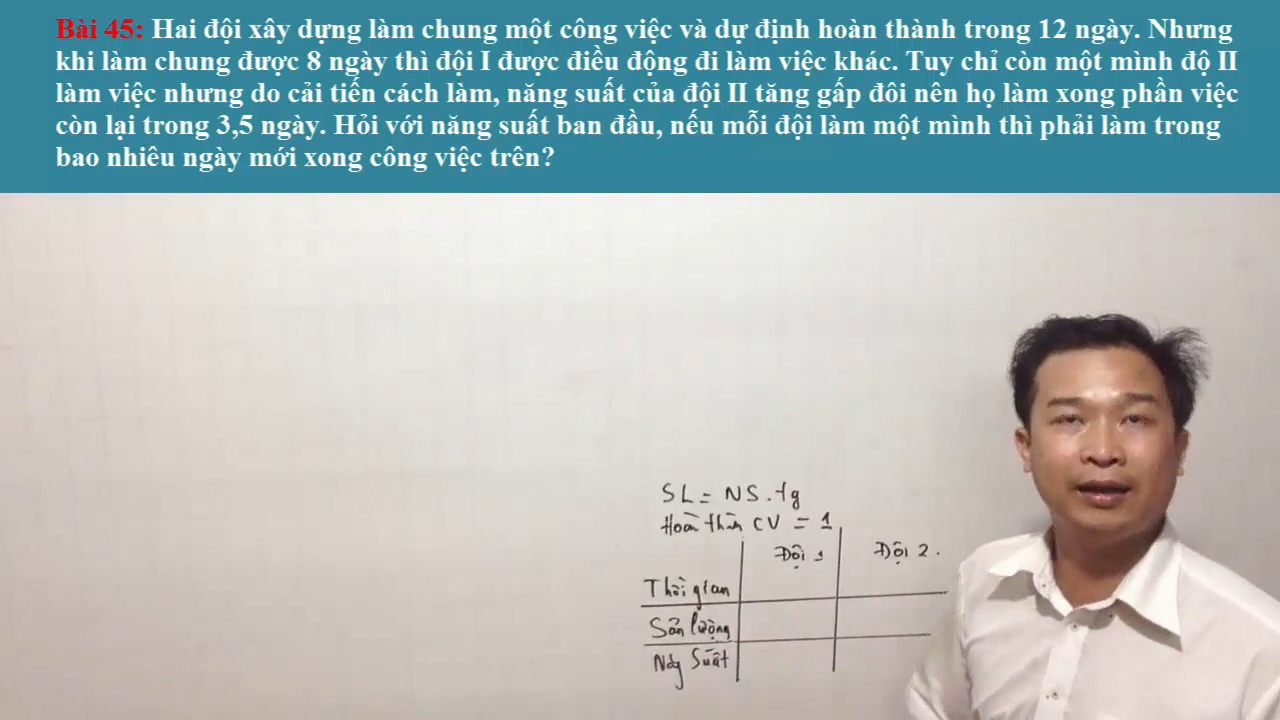 Bài 45: Hai đội xây dựng làm chung một công việc và dự định hoàn thành trong 12 ngày. Nhưng
khi làm chung được 8 ngày thì đội I được điều động đi làm việc khác. Tuy chỉ còn một mình độ II
làm việc nhưng do cải tiến cách làm, năng suất của đội II tăng gấp đôi nên họ làm xong phần việc
còn lại trong 3,5 ngày. Hỏi với năng suất ban đầu, nếu mỗi đội làm một mình thì phải làm trong
bao nhiêu ngày mới xong công việc trên?
SL = NS . tg
Hoàn thàn CV = 1
Đội 1 Đội 2.
Thời gian
Sản lượng
Năg Suất